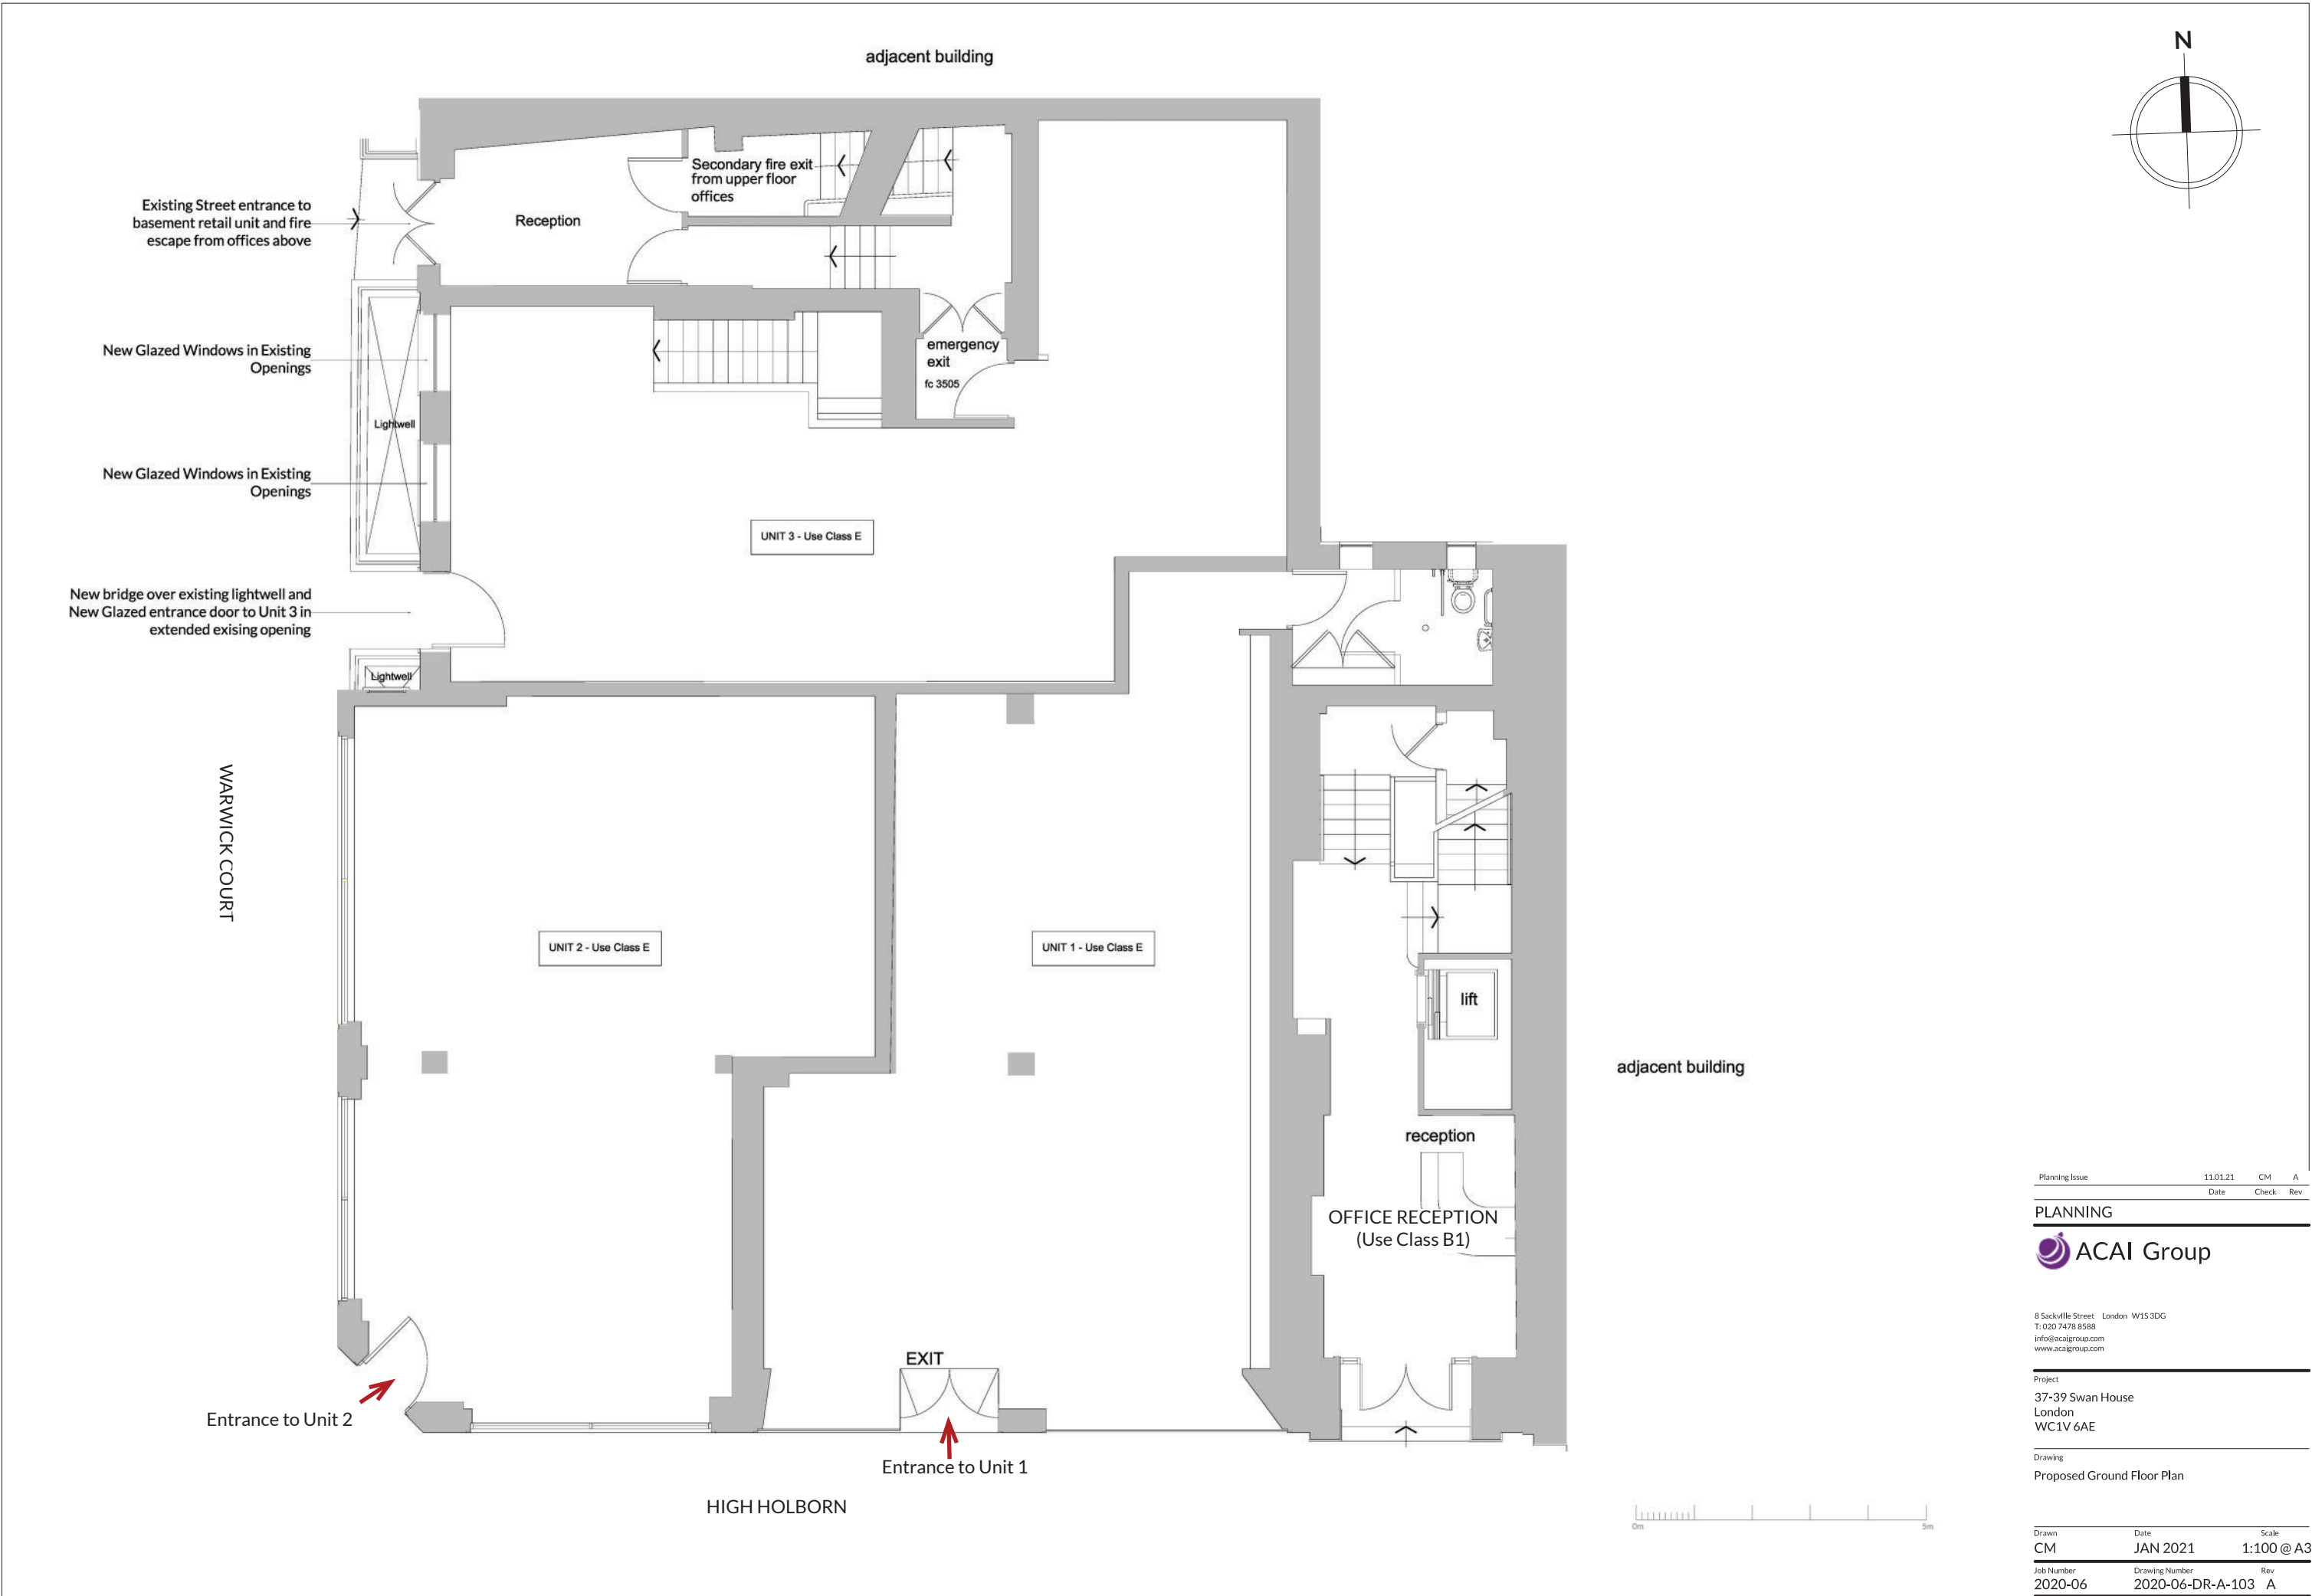 adjacent building
N
Secondary fire exit
from upper floor
offices
Existing Street entrance to
basement retail unit and fire
escape from offices above
Reception
New Glazed Windows in Existing
Openings
emergency
exit
fc 3505
Lightwell
New Glazed Windows in Existing
Openings
UNIT 3 - Use Class E
New bridge over existing lightwell and
New Glazed entrance door to Unit 3 in
extended exising opening
Lightwell
WARWICK COURT
UNIT 2 - Use Class E
UNIT 1 - Use Class E
lift
adjacent building
reception
OFFICE RECEPTION
(Use Class B1)
EXIT
Entrance to Unit 2
Entrance to Unit 1
HIGH HOLBORN
0m 5m
Planning Issue 11.01.21 CM A
Date Check Rev
PLANNING
ACAI Group
8 Sackville Street London W1S 3DG
T: 020 7478 8588
info@acaigroup.com
www.acaigroup.com
Project
37-39 Swan House
London
WC1V 6AE
Drawing
Proposed Ground Floor Plan
Drawn Date Scale
CM JAN 2021 1:100 @ A3
Job Number Drawing Number Rev
2020-06 2020-06-DR-A-103 A